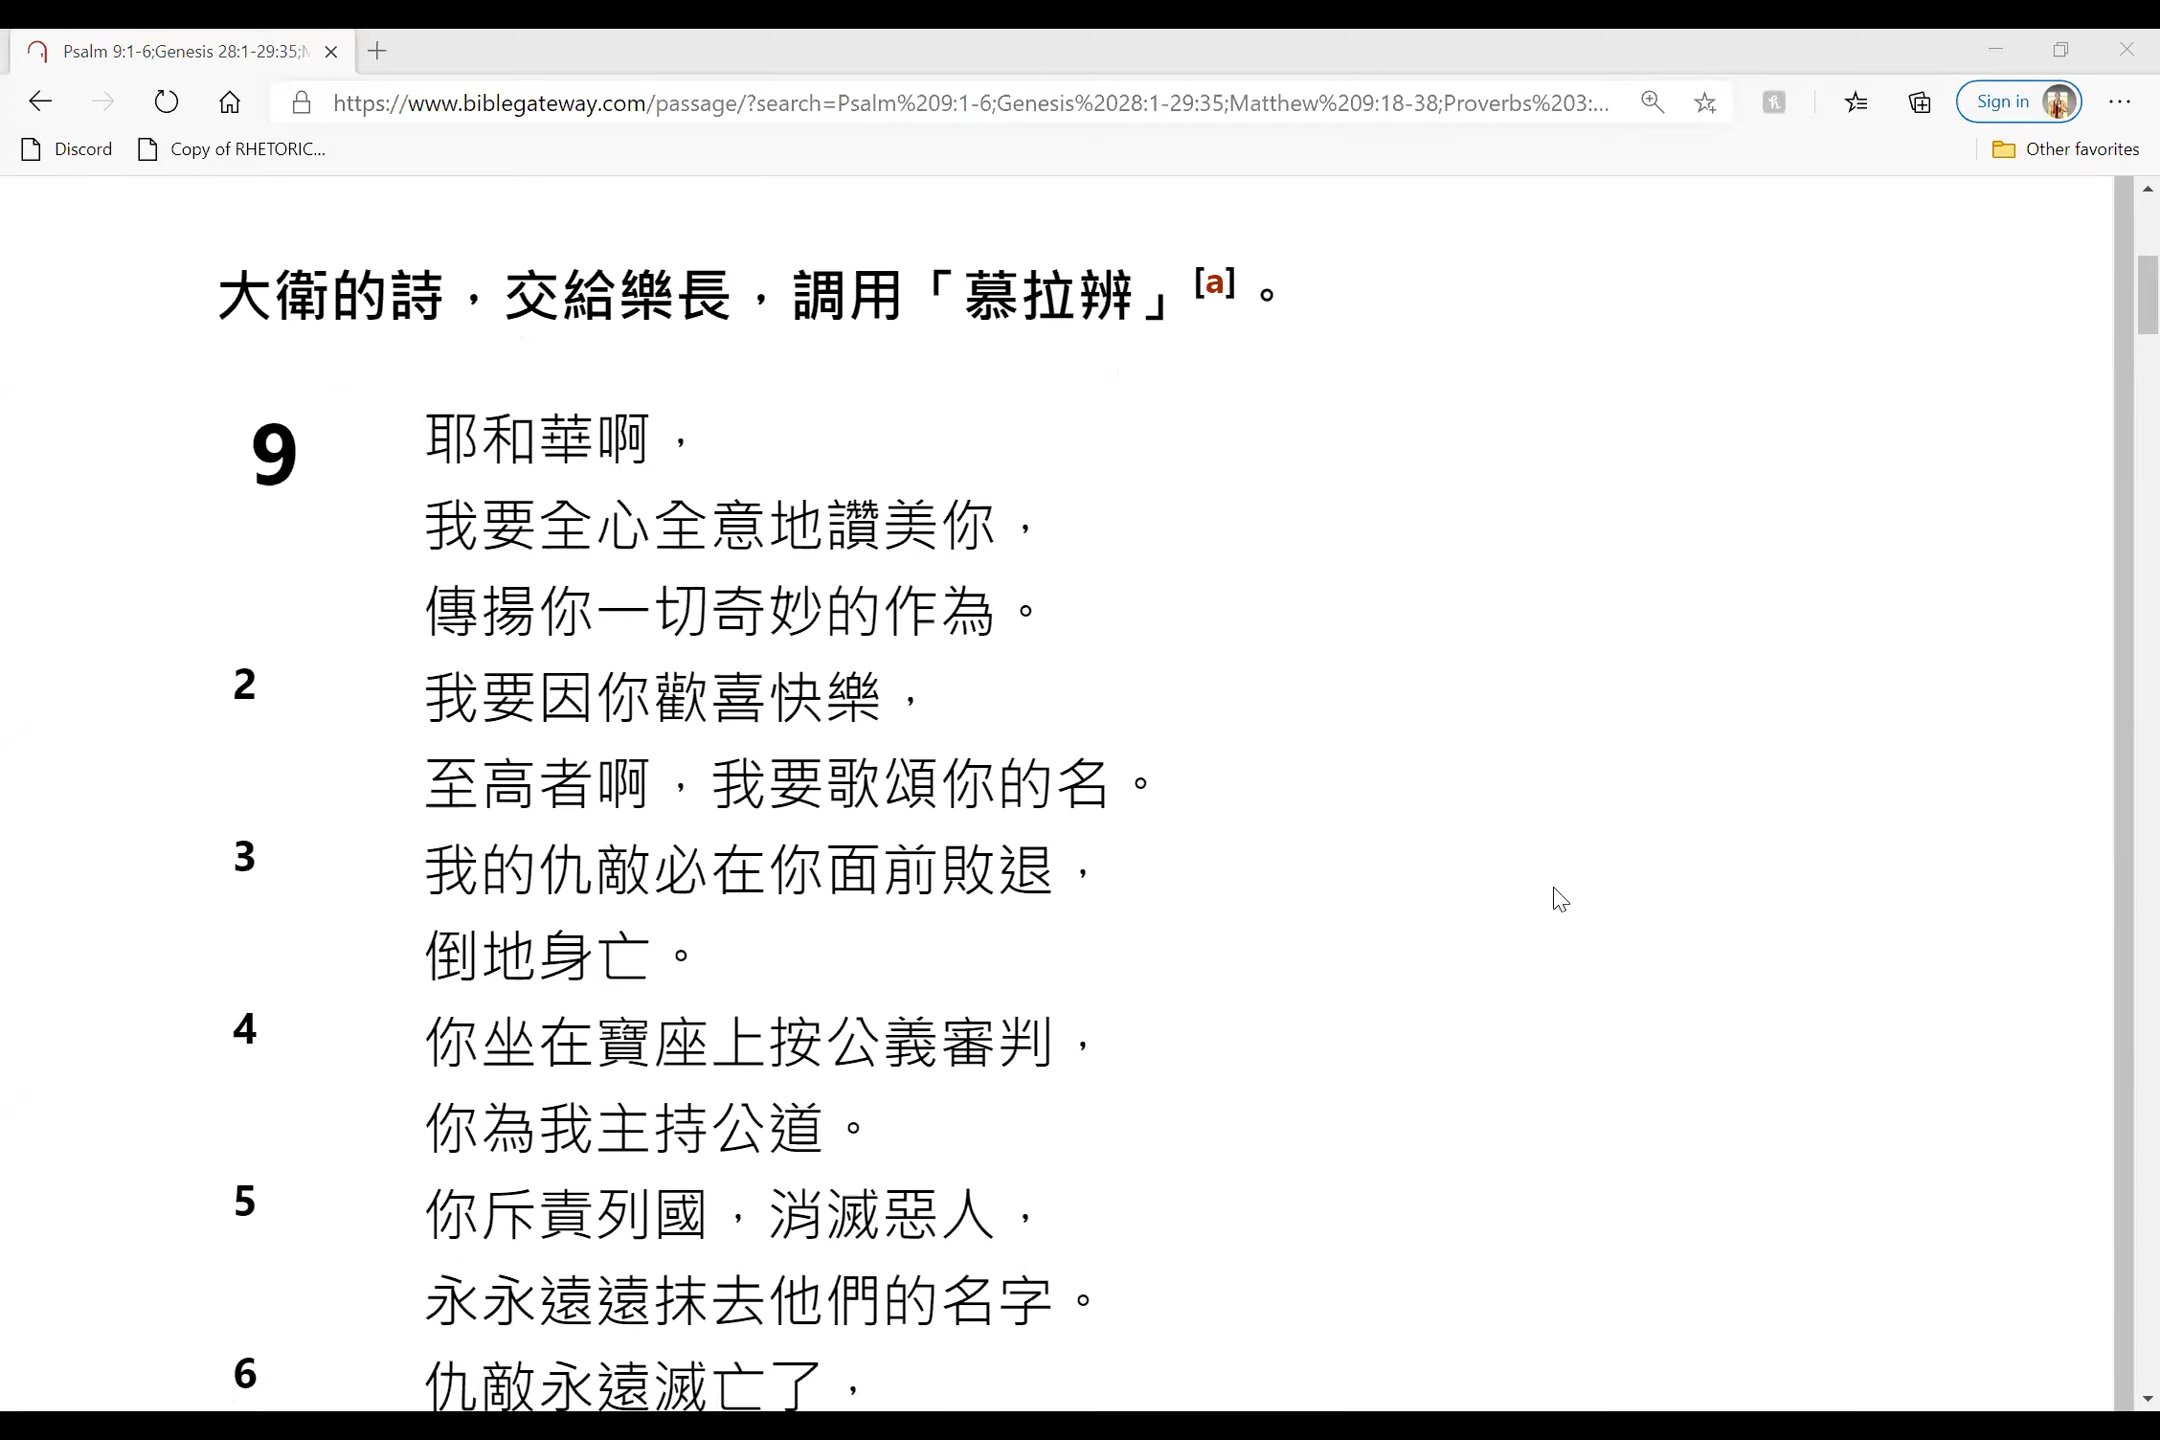 Psalm 9:1-6;Genesis 28:1-29:35;M
https://www.biblegateway.com/passage/?search=Psalm%209:1-6;Genesis%2028:1-29:35;Matthew%209:18-38;Proverbs%203:...
Sign in
Discord
Copy of RHETORIC...
Other favorites
大衛的詩，交給樂長，調用「慕拉辨」[a]。
9 耶和華啊，
我要全心全意地讚美你，
傳揚你一切奇妙的作為。
2 我要因你歡喜快樂，
至高者啊，我要歌頌你的名。
3 我的仇敵必在你面前敗退，
倒地身亡。
4 你坐在寶座上按公義審判，
你為我主持公道。
5 你斥責列國，消滅惡人，
永永遠遠抹去他們的名字。
6 仇敵永遠滅亡了，